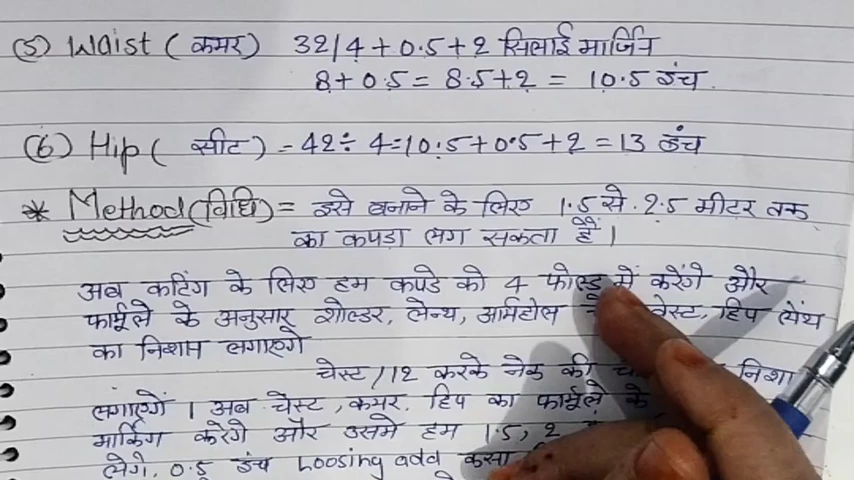 (5) Waist ( कमर) 32/4+0.5+2 सिलाई मार्जिन
8+0.5=8.5+2 = 10.5 इंच.
(6) Hip ( सीट) - 42÷4=10.5+0.5+2=13 इंच
* Method (विधि) = इसे बनाने के लिए 1.5 से 2.5 मीटर तक
का कपडा लग सकता हैं।
अब कटिंग के लिए हम कपडे को 4 फोल्ड में करेंगे और
फार्मूले के अनुसार शोल्डर, लेन्थ, आर्महोल वेस्ट, हिप लेंथ
का निशान लगाएगे
चेस्ट/12 करके नेक की निशा
लगाएगें। अब चेस्ट, कमर. हिप का फार्मूले के
मार्किंग करेगे और उसमे हम 1.5, 2
लेगे. 0.5 इंच Loosing add